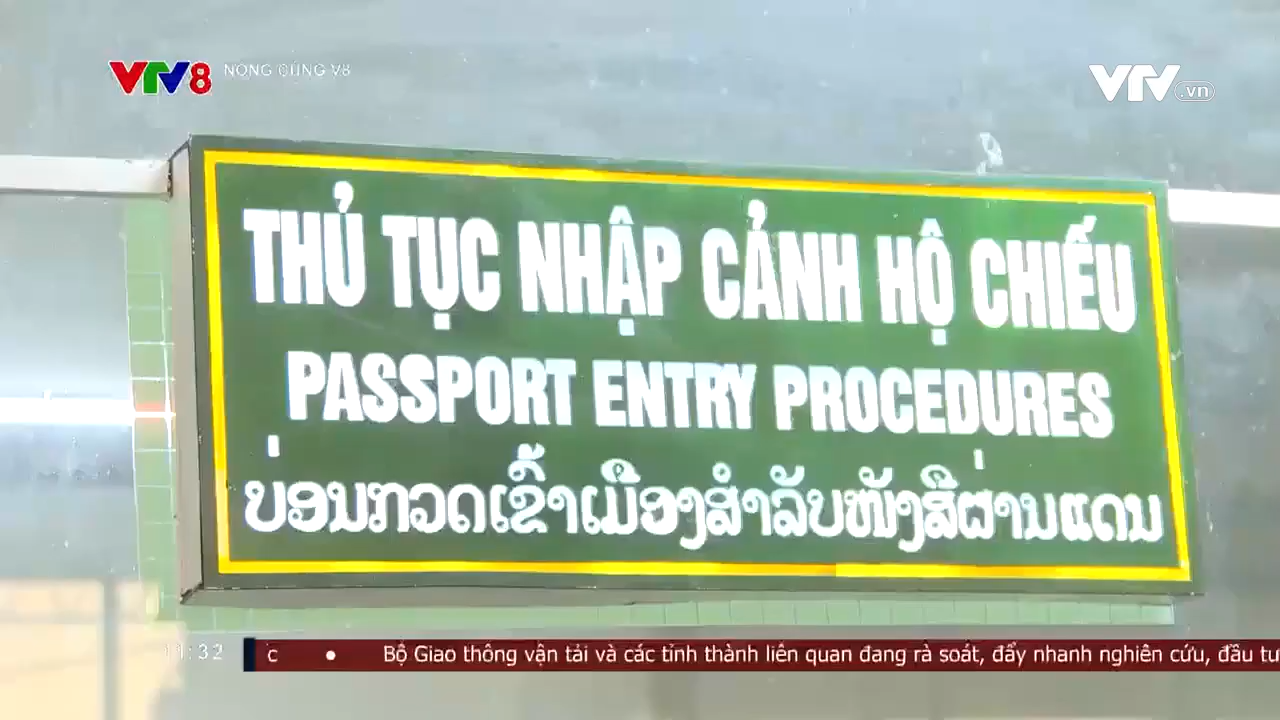 VTV8 NÓNG CÙNG V8
VTV.vn
THỦ TỤC NHẬP CẢNH HỘ CHIẾU
PASSPORT ENTRY PROCEDURES
ບ່ອນກວດເຂົ້າເມືອງສຳລັບໜັງສືຜ່ານແດນ
11:32
c • Bộ Giao thông vận tải và các tỉnh thành liên quan đang rà soát, đẩy nhanh nghiên cứu, đầu tư